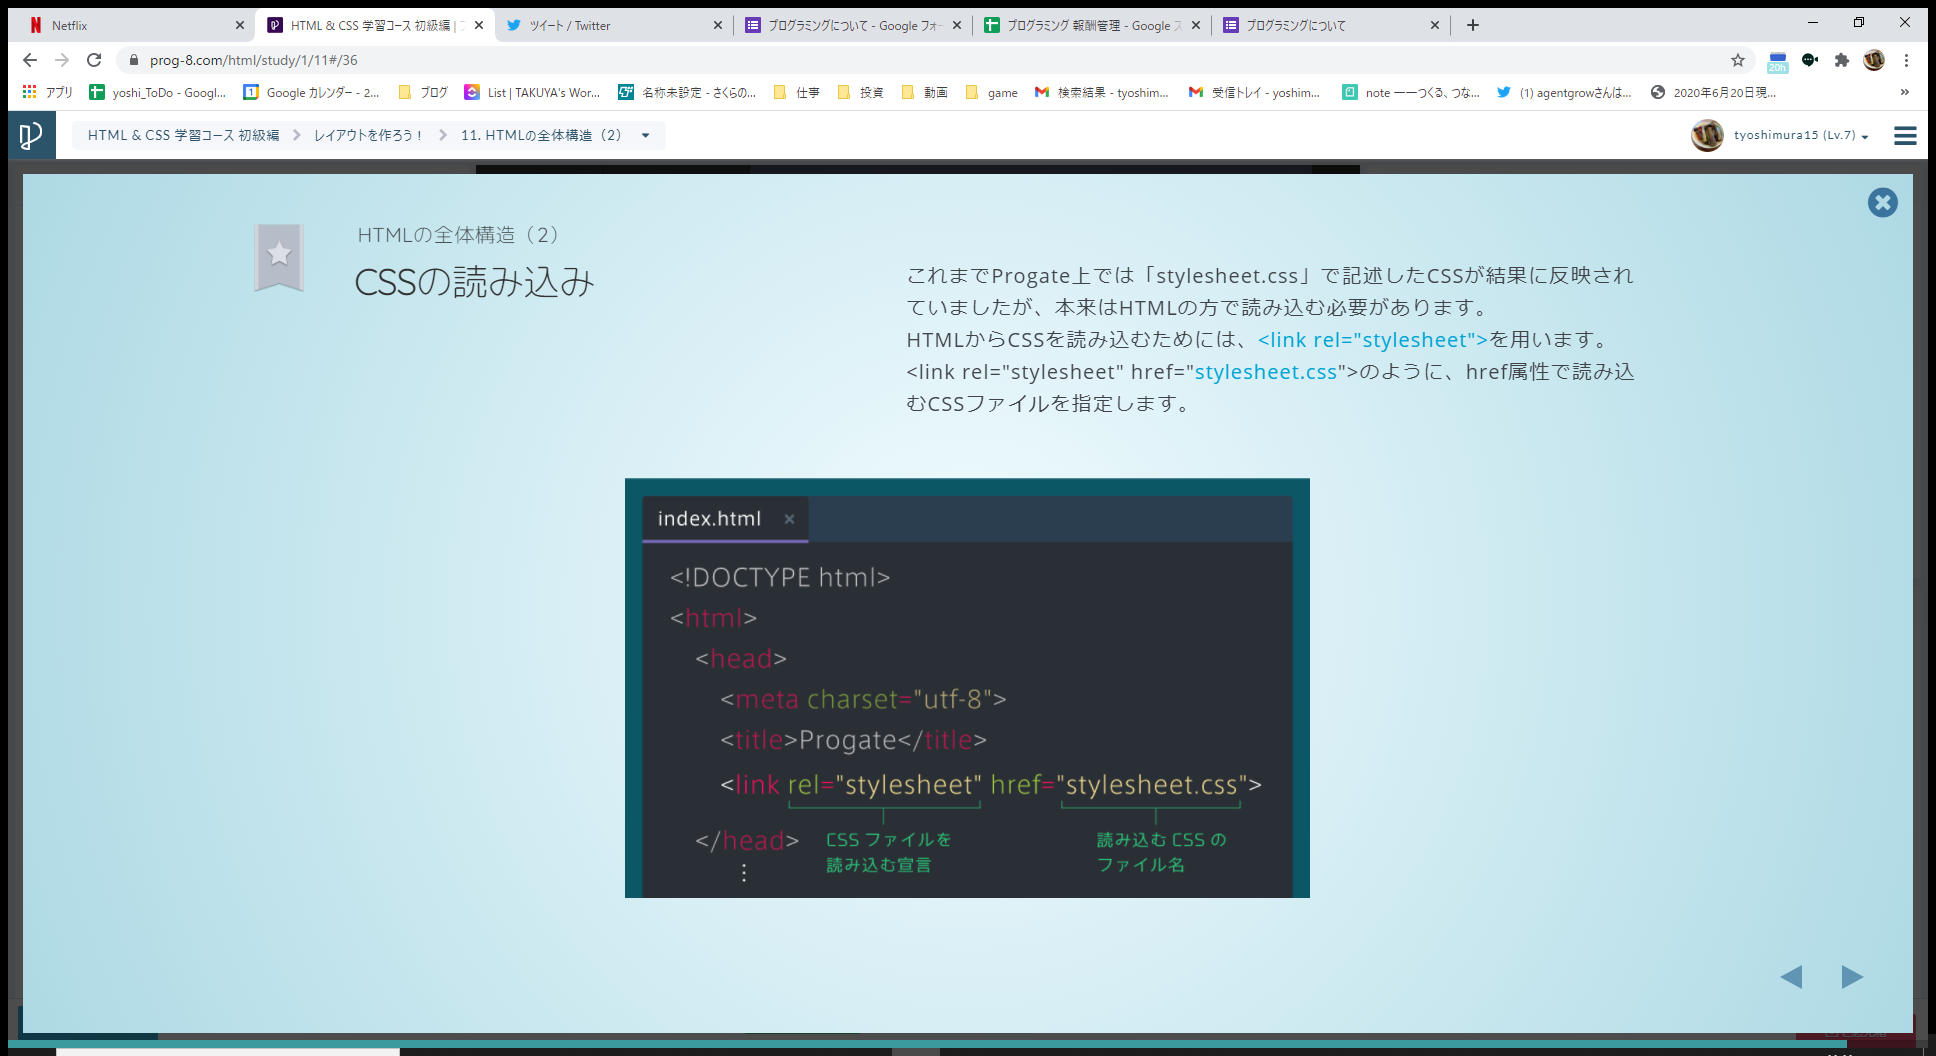 Netflix
HTML & CSS 学習コース 初級編 |
ツイート / Twitter
プログラミングについて - Google フォー
プログラミング 報酬管理 - Google ス
プログラミングについて
prog-8.com/html/study/1/11#/36
20h
アプリ
yoshi_ToDo - Googl...
Google カレンダー - 2...
ブログ
List | TAKUYA's Wor...
名称未設定 - さくらの...
仕事
投資
動画
game
検索結果 - tyoshim...
受信トレイ - yoshim...
note ――つくる、つな...
(1) agentgrowさんは...
2020年6月20日現...
»
HTML & CSS 学習コース 初級編
レイアウトを作ろう！
11. HTMLの全体構造（2）
tyoshimura15 (Lv.7)
HTMLの全体構造（2）
CSSの読み込み
これまでProgate上では「stylesheet.css」で記述したCSSが結果に反映され
ていましたが、本来はHTMLの方で読み込む必要があります。
HTMLからCSSを読み込むためには、<link rel="stylesheet">を用います。
<link rel="stylesheet" href="stylesheet.css">のように、href属性で読み込
むCSSファイルを指定します。
index.html
<!DOCTYPE html>
<html>
<head>
<meta charset="utf-8">
<title>Progate</title>
<link rel="stylesheet" href="stylesheet.css">
</head>
CSS ファイルを
読み込む宣言
読み込む CSS の
ファイル名
⋮